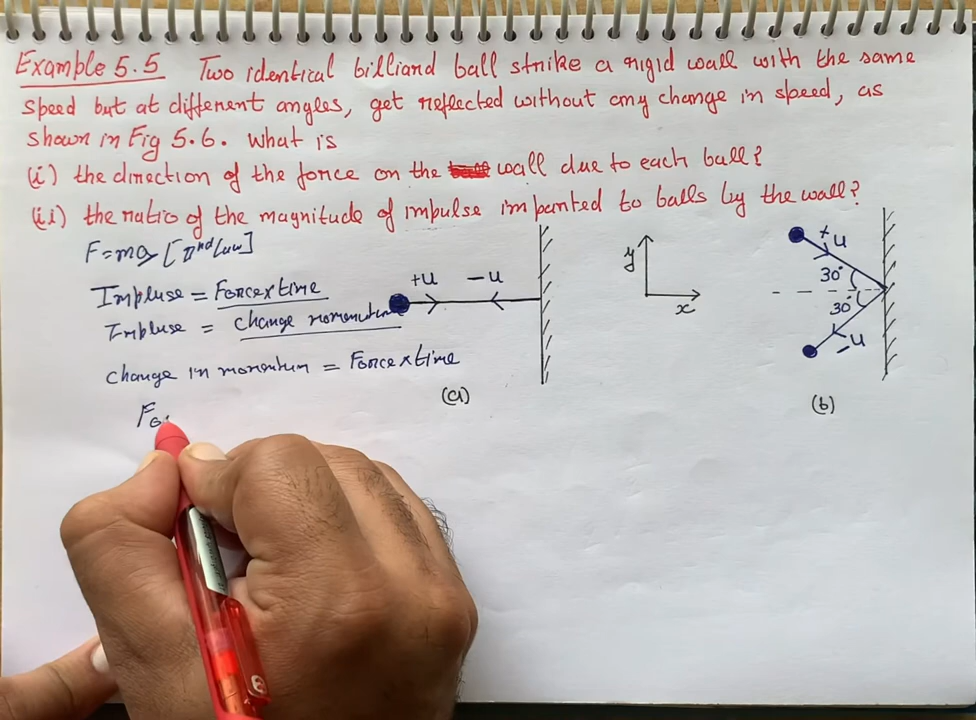 Example 5.5 Two identical billiard ball strike a rigid wall with the same
speed but at different angles, get reflected without any change in speed, as
shown in Fig 5.6. what is
(i) the direction of the force on the wall due to each ball?
(ii) the ratio of the magnitude of impulse imparted to balls by the wall?
F=ma [IInd Law]
Impluse = Force×time
Impluse = change momentum
change in momentum = Force×time
Fo
+u -u
(a)
y
x
+u
30°
30°
-u
(b)